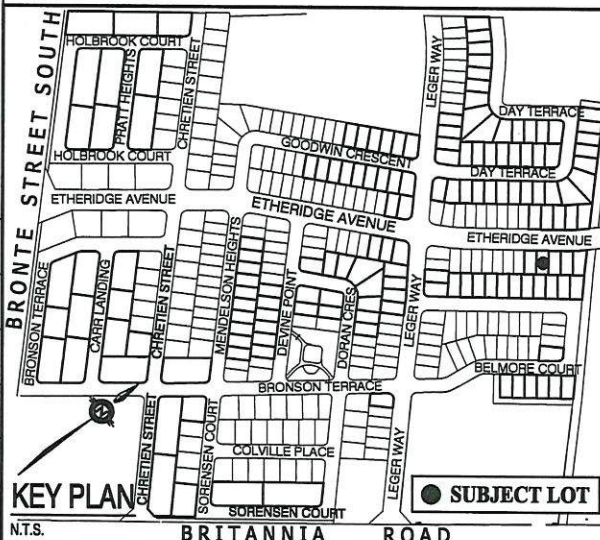 HOLBROOK COURT
PRATT HEIGHTS
CHRETIEN STREET
BRONTE STREET SOUTH
HOLBROOK COURT
ETHERIDGE AVENUE
LEGER WAY
GOODWIN CRESCENT
DAY TERRACE
DAY TERRACE
ETHERIDGE AVENUE
ETHERIDGE AVENUE
BRONSON TERRACE
CARR LANDING
CHRETIEN STREET
MENDELSON HEIGHTS
DEVINE POINT
DORAN CRES
LEGER WAY
BELMORE COURT
BRONSON TERRACE
N
CHRETIEN STREET
SORENSEN COURT
COLVILLE PLACE
LEGER WAY
SORENSEN COURT
KEY PLAN
N.T.S.
SUBJECT LOT
BRITANNIA ROAD